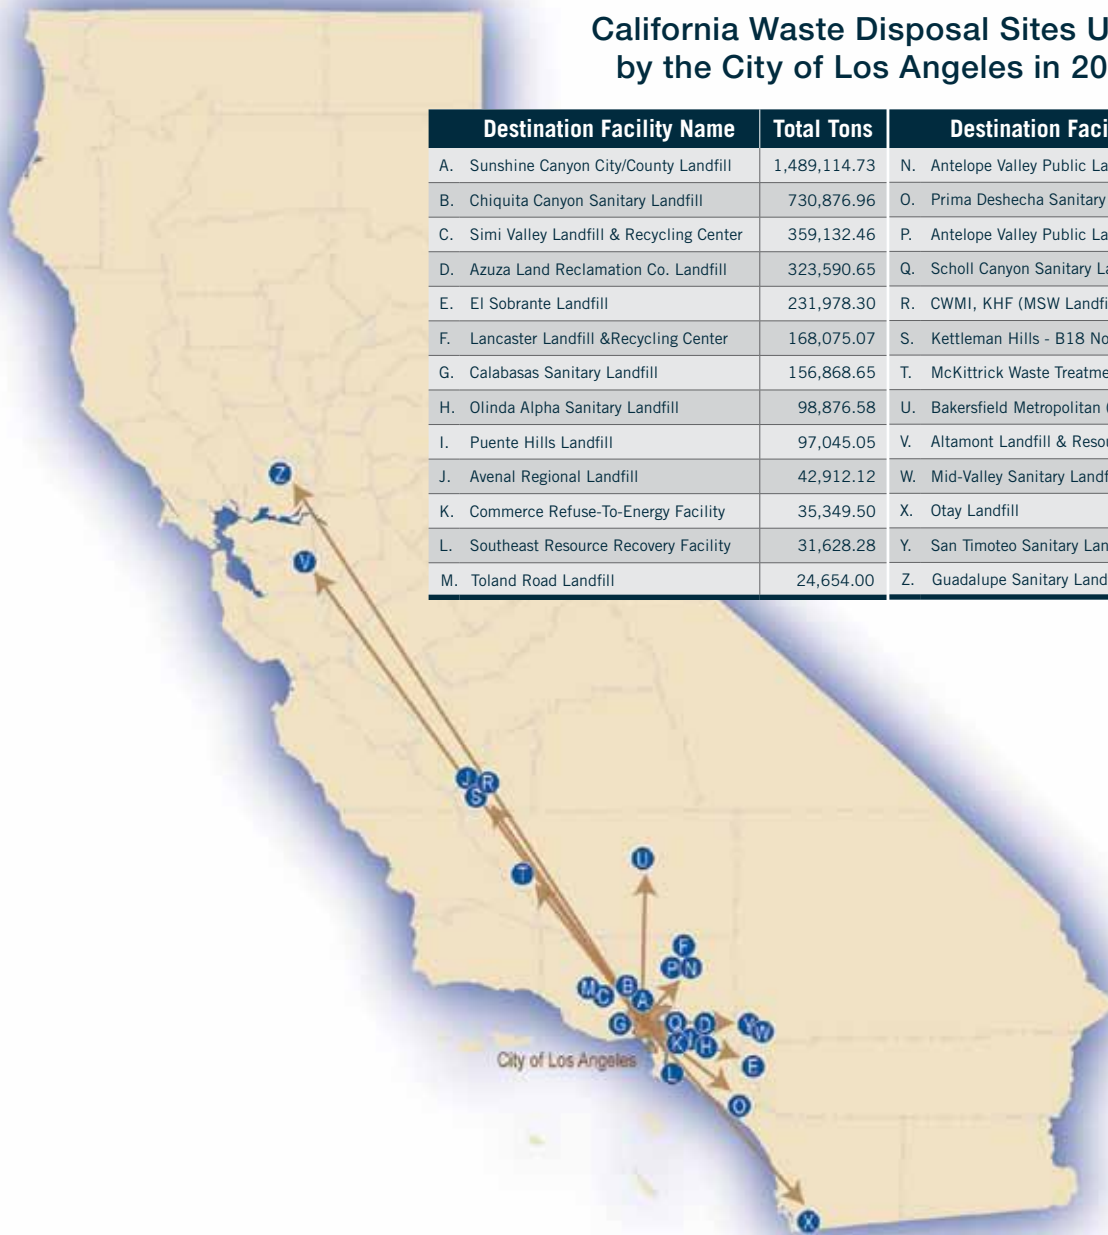 California Waste Disposal Sites U
by the City of Los Angeles in 20
Destination Facility Name Total Tons Destination Faci
A. Sunshine Canyon City/County Landfill 1,489,114.73 N. Antelope Valley Public La
B. Chiquita Canyon Sanitary Landfill 730,876.96 O. Prima Deshecha Sanitary
C. Simi Valley Landfill & Recycling Center 359,132.46 P. Antelope Valley Public La
D. Azuza Land Reclamation Co. Landfill 323,590.65 Q. Scholl Canyon Sanitary La
E. El Sobrante Landfill 231,978.30 R. CWMI, KHF (MSW Landfi
F. Lancaster Landfill &Recycling Center 168,075.07 S. Kettleman Hills - B18 No
G. Calabasas Sanitary Landfill 156,868.65 T. McKittrick Waste Treatme
H. Olinda Alpha Sanitary Landfill 98,876.58 U. Bakersfield Metropolitan (
I. Puente Hills Landfill 97,045.05 V. Altamont Landfill & Resou
J. Avenal Regional Landfill 42,912.12 W. Mid-Valley Sanitary Landf
K. Commerce Refuse-To-Energy Facility 35,349.50 X. Otay Landfill
L. Southeast Resource Recovery Facility 31,628.28 Y. San Timoteo Sanitary Lan
M. Toland Road Landfill 24,654.00 Z. Guadalupe Sanitary Land
Z
V
J R
S
U
T
F
P N
M C B A
G Q D Y W
K I H
L E
City of Los Angeles
O
X